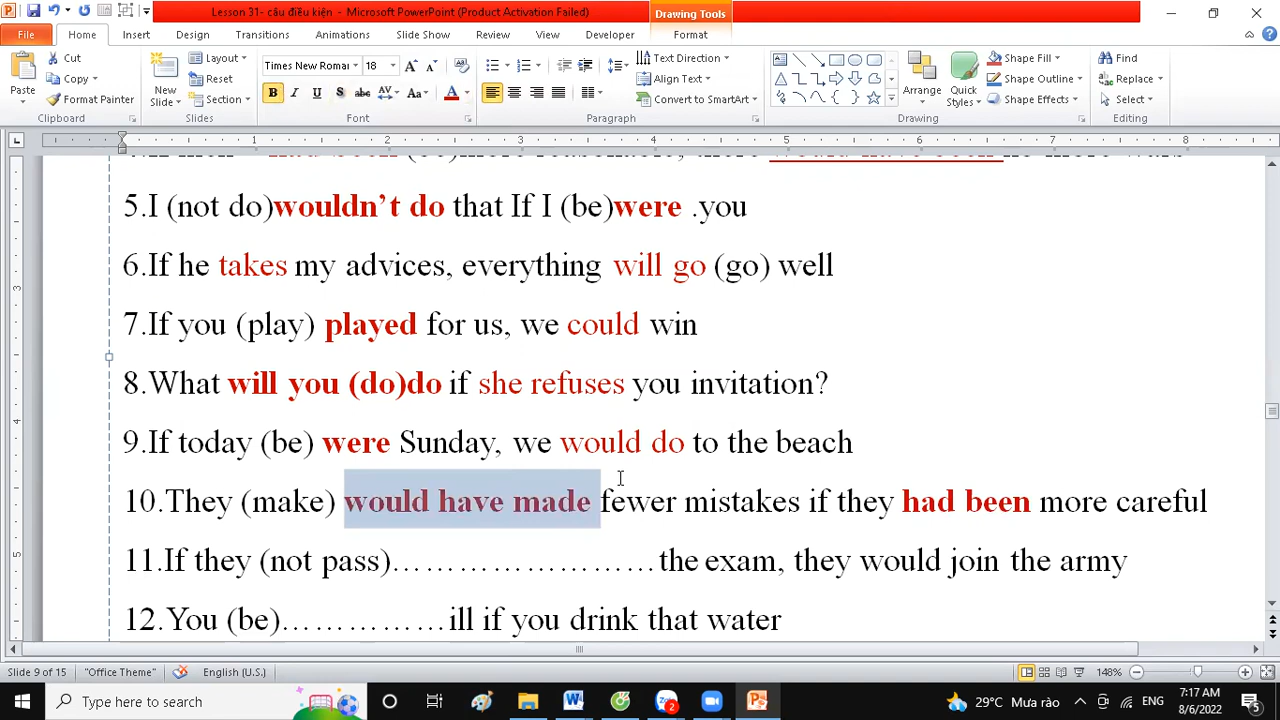 Lesson 31- câu điều kiện - Microsoft PowerPoint (Product Activation Failed)
Drawing Tools
File Home Insert Design Transitions Animations Slide Show Review View Developer Format
Paste Cut Copy Format Painter Clipboard
New Slide Layout Reset Section Slides
Times New Romar 18 Font
Text Direction Align Text Convert to SmartArt Paragraph
Arrange Quick Styles Shape Fill Shape Outline Shape Effects Drawing
Find Replace Select Editing
5.I (not do)wouldn’t do that If I (be)were .you
6.If he takes my advices, everything will go (go) well
7.If you (play) played for us, we could win
8.What will you (do)do if she refuses you invitation?
9.If today (be) were Sunday, we would do to the beach
10.They (make) would have made fewer mistakes if they had been more careful
11.If they (not pass)…………………… the exam, they would join the army
12.You (be)…………… ill if you drink that water
Slide 9 of 15 "Office Theme" English (U.S.) 148%
Type here to search 29°C Mưa rào ENG 7:17 AM
8/6/2022